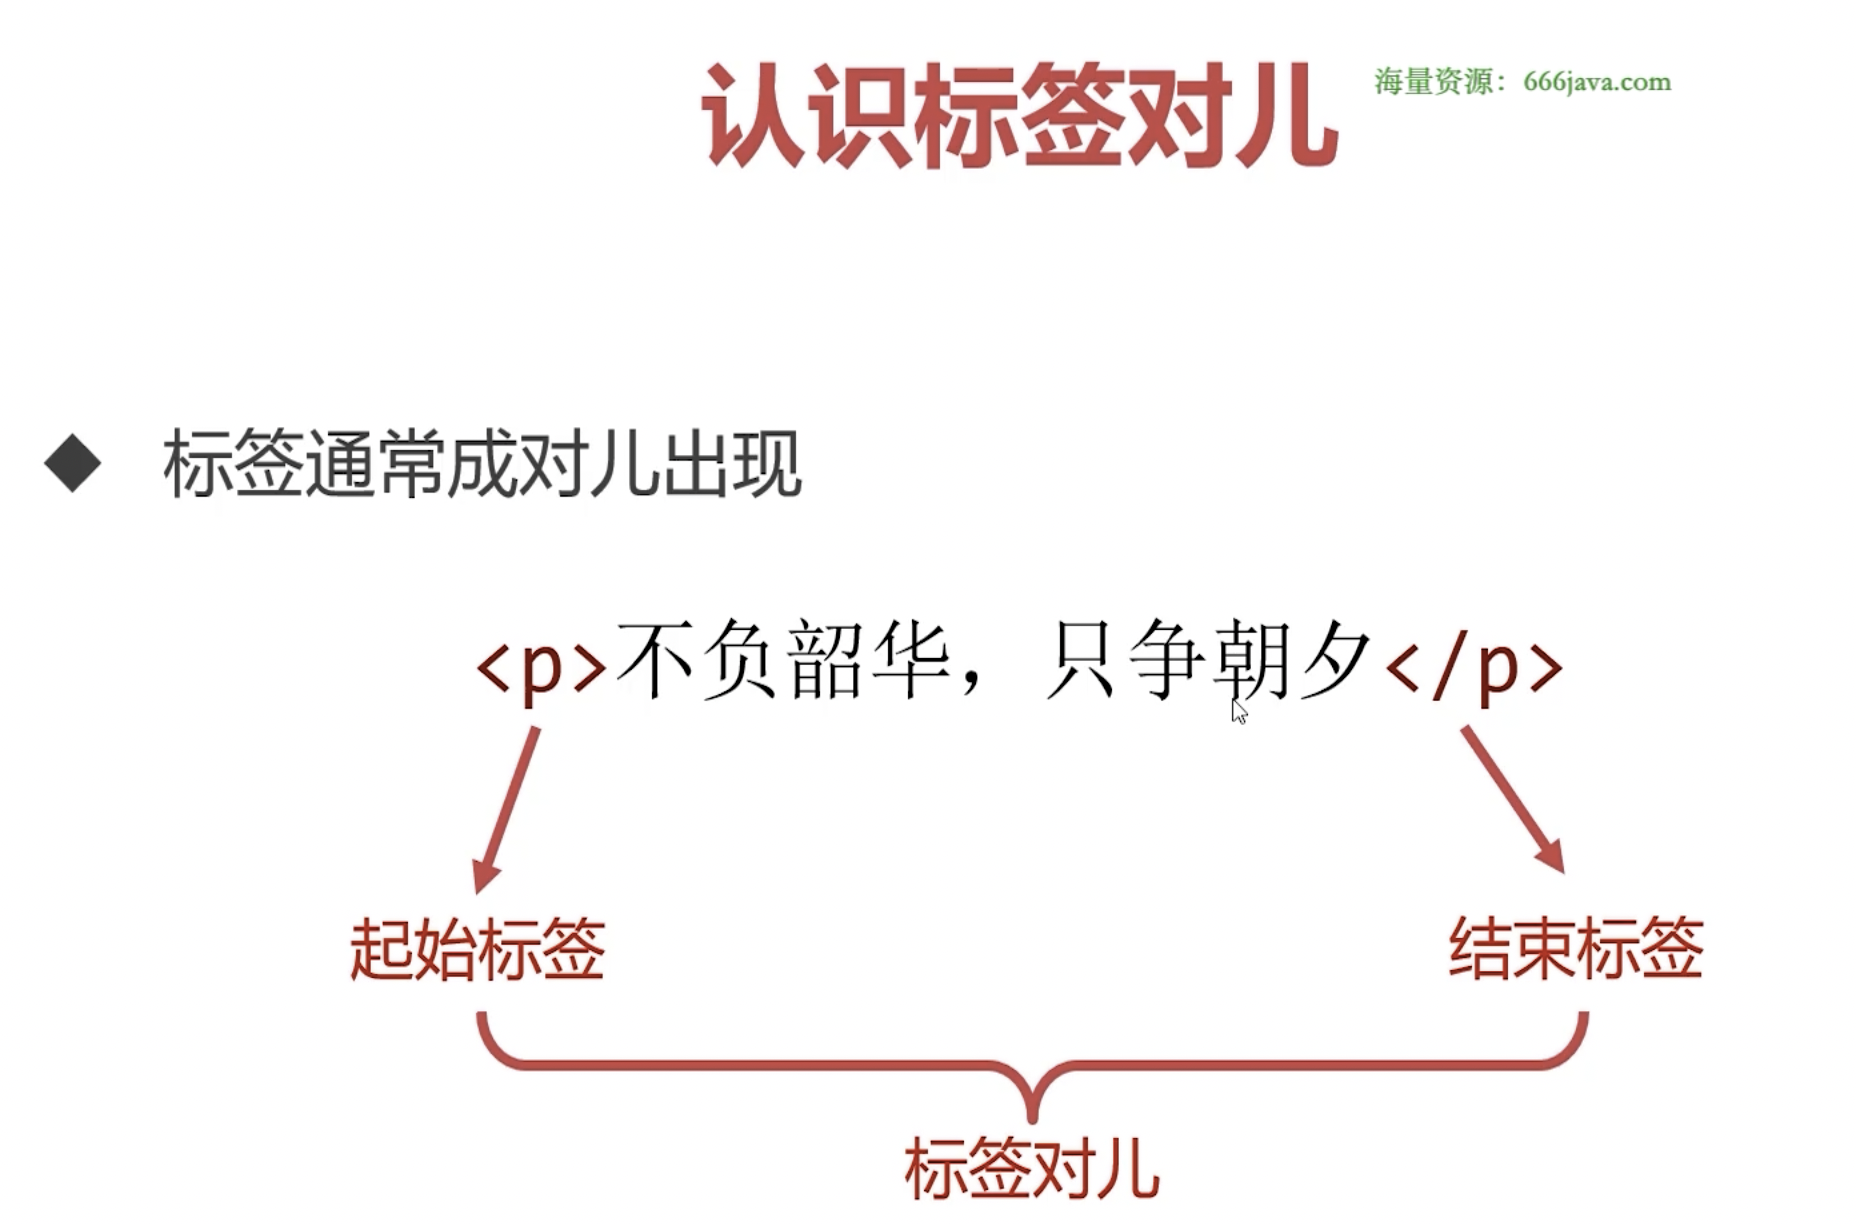 认识标签对儿
海量资源：666java.com
◆ 标签通常成对儿出现
<p>不负韶华，只争朝夕</p>
起始标签
结束标签
标签对儿